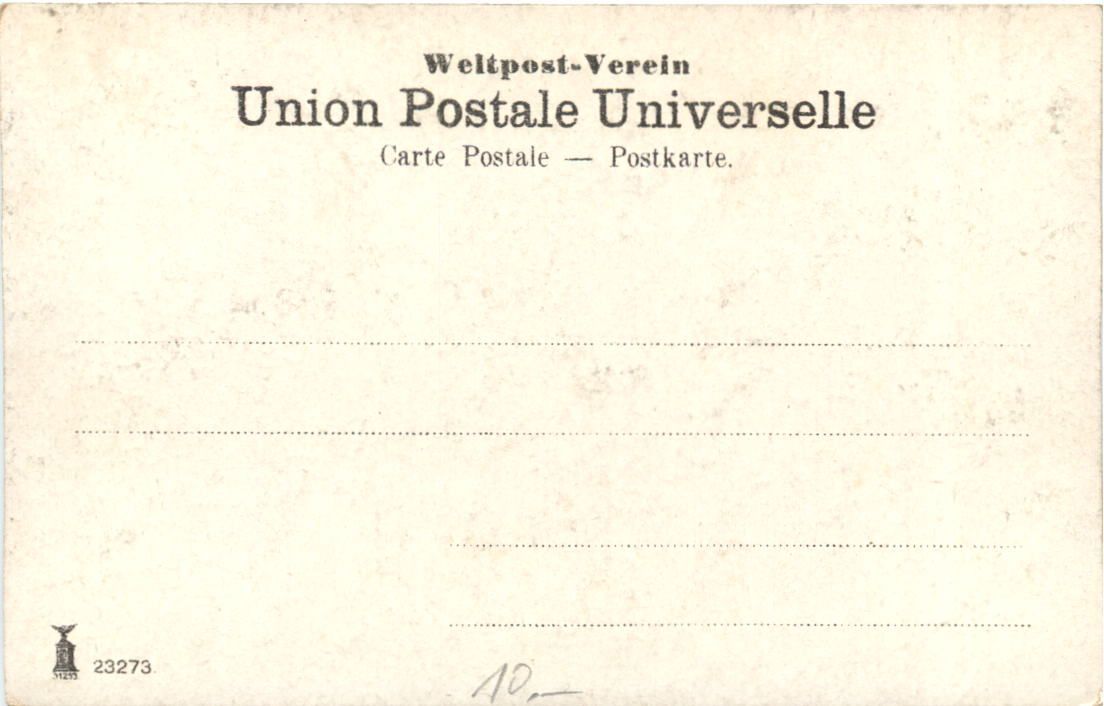 Weltpost-Verein
Union Postale Universelle
Carte Postale — Postkarte.
23273
10,—